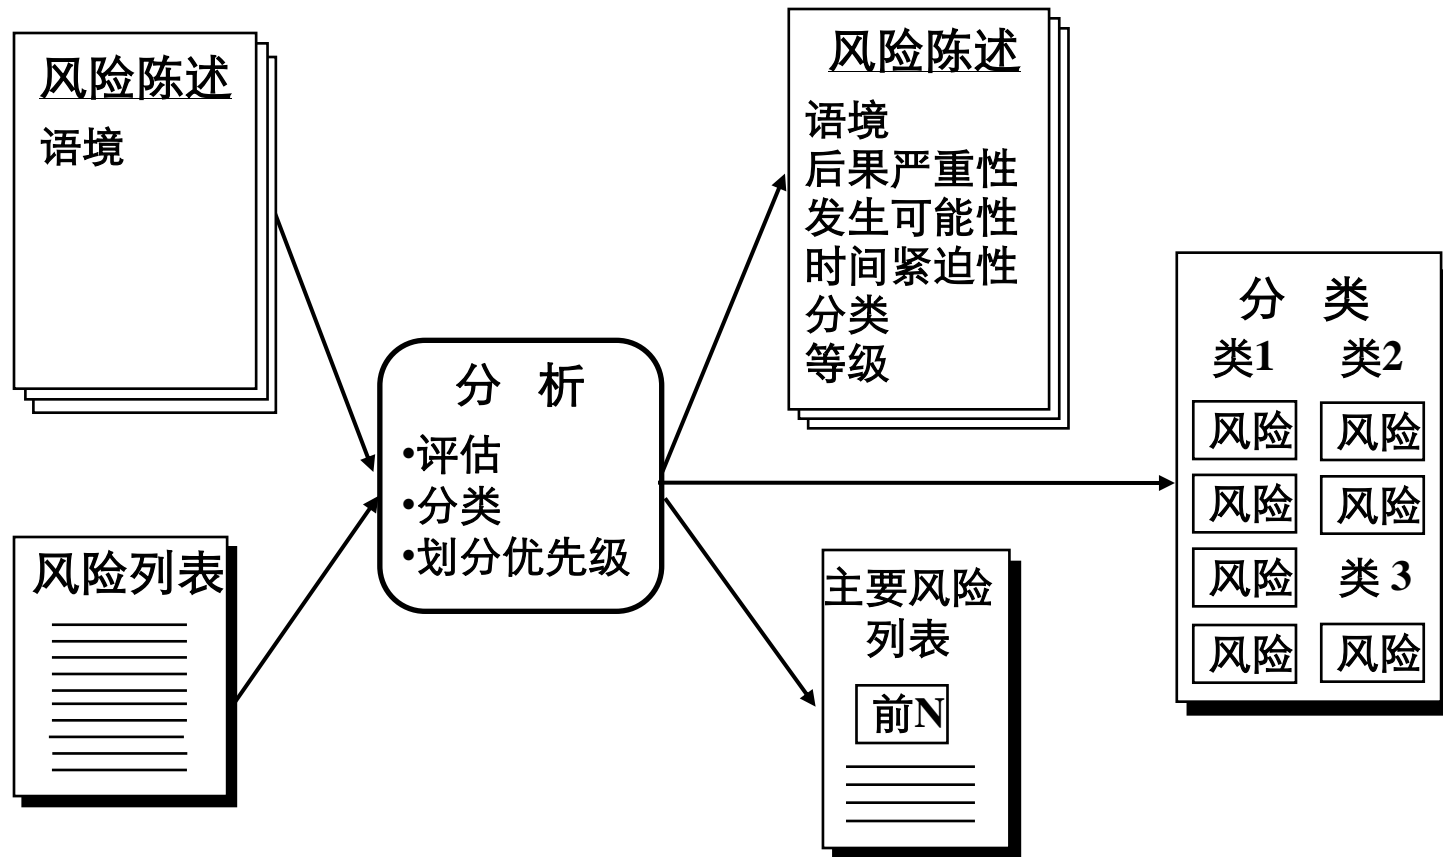 风险陈述
语境
风险列表
分 析
•评估
•分类
•划分优先级
风险陈述
语境
后果严重性
发生可能性
时间紧迫性
分类
等级
主要风险
列表
前N
分 类
类1 类2
风险 风险
风险 风险
风险 类 3
风险 风险